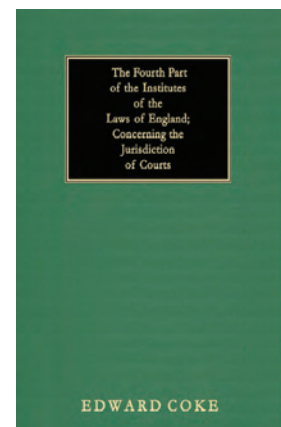 The Fourth Part
of the Institutes
of the
Laws of England;
Concerning the
Jurisdiction
of Courts
EDWARD COKE